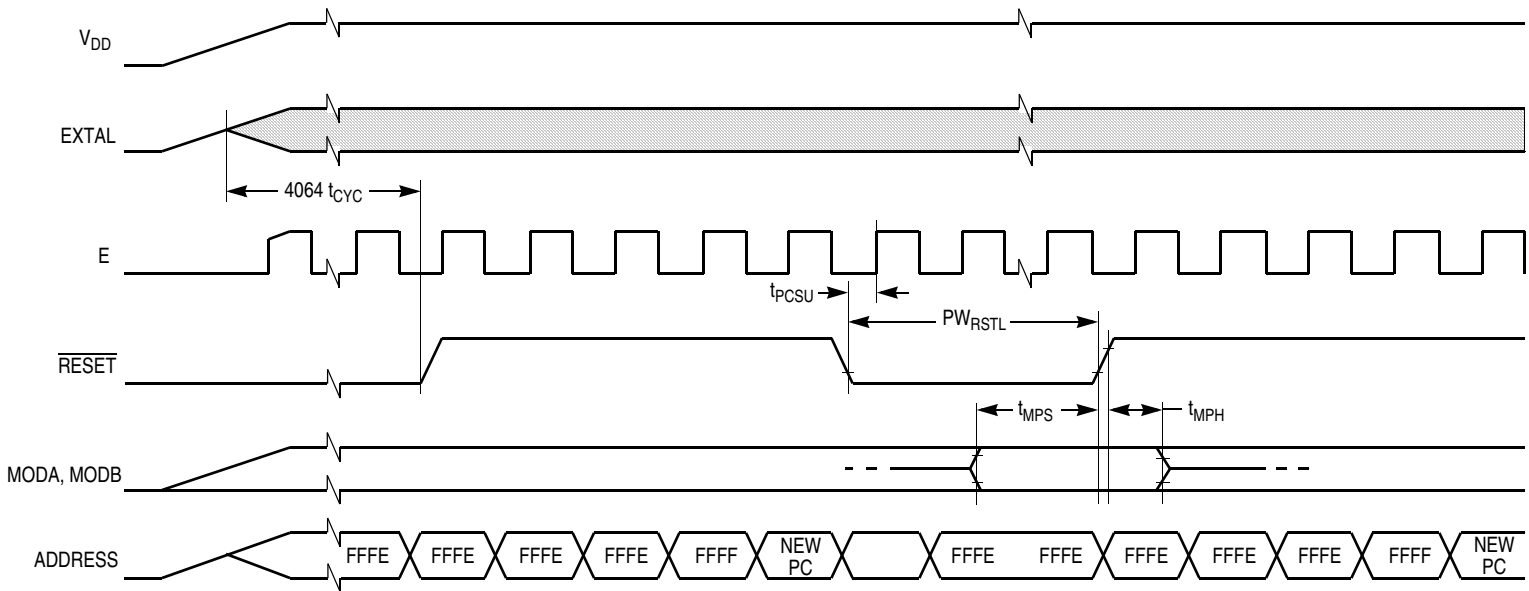 VDD
EXTAL
4064 tCYC
E
tPCSU
PWRSTL
RESET
tMPS
tMPH
MODA, MODB
ADDRESS
FFFE FFFE FFFE FFFE FFFF NEW PC FFFE FFFE FFFE FFFE FFFE FFFF NEW PC